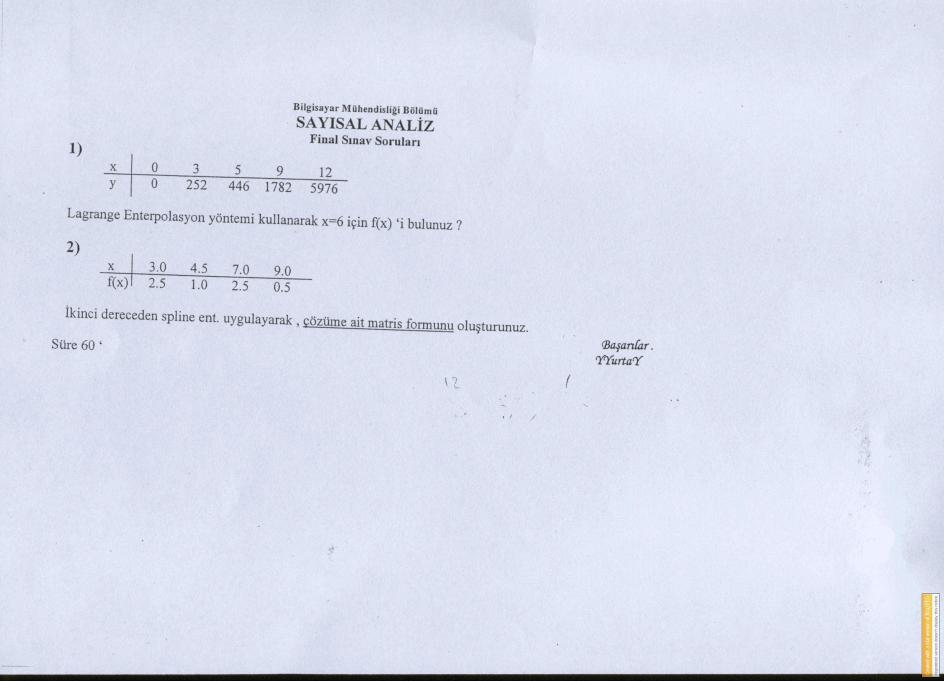 Bilgisayar Mühendisliği Bölümü
SAYISAL ANALİZ
Final Sınav Soruları
1)
x 0 3 5 9 12
y 0 252 446 1782 5976
Lagrange Enterpolasyon yöntemi kullanarak x=6 için f(x) ‘i bulunuz ?
2)
x 3.0 4.5 7.0 9.0
f(x) 2.5 1.0 2.5 0.5
İkinci dereceden spline ent. uygulayarak , çözüme ait matris formunu oluşturunuz.
Süre 60 ‘
Başarılar .
YYurtaY
12